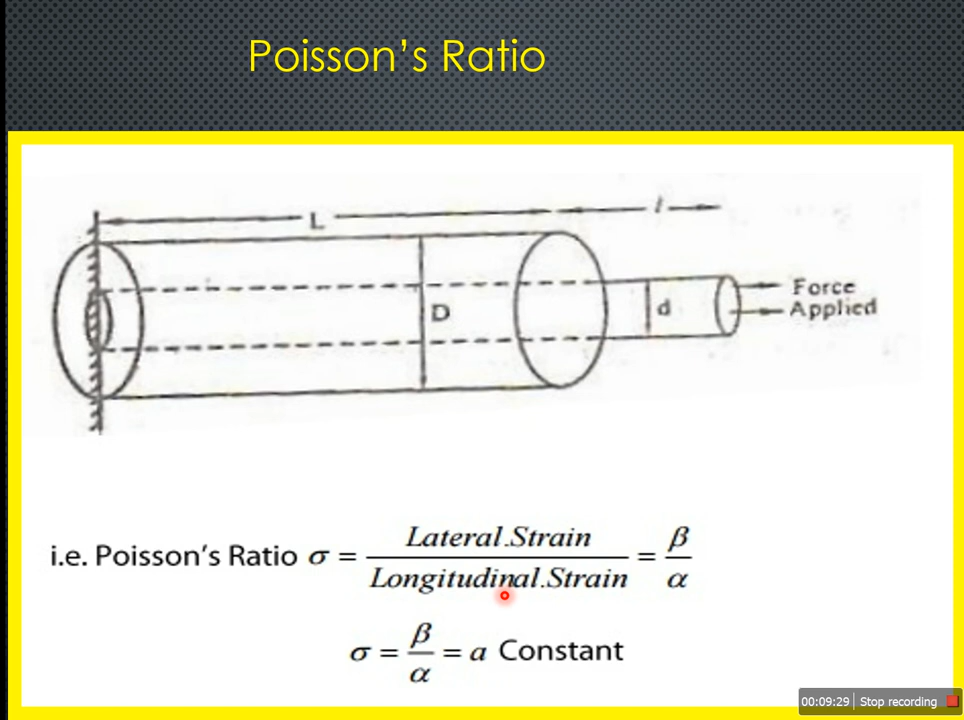 Poisson's Ratio
L
l
D
d
Force
Applied
i.e. Poisson's Ratio σ = Lateral.Strain / Longitudinal.Strain = β / α
σ = β / α = a Constant
00:09:29 | Stop recording